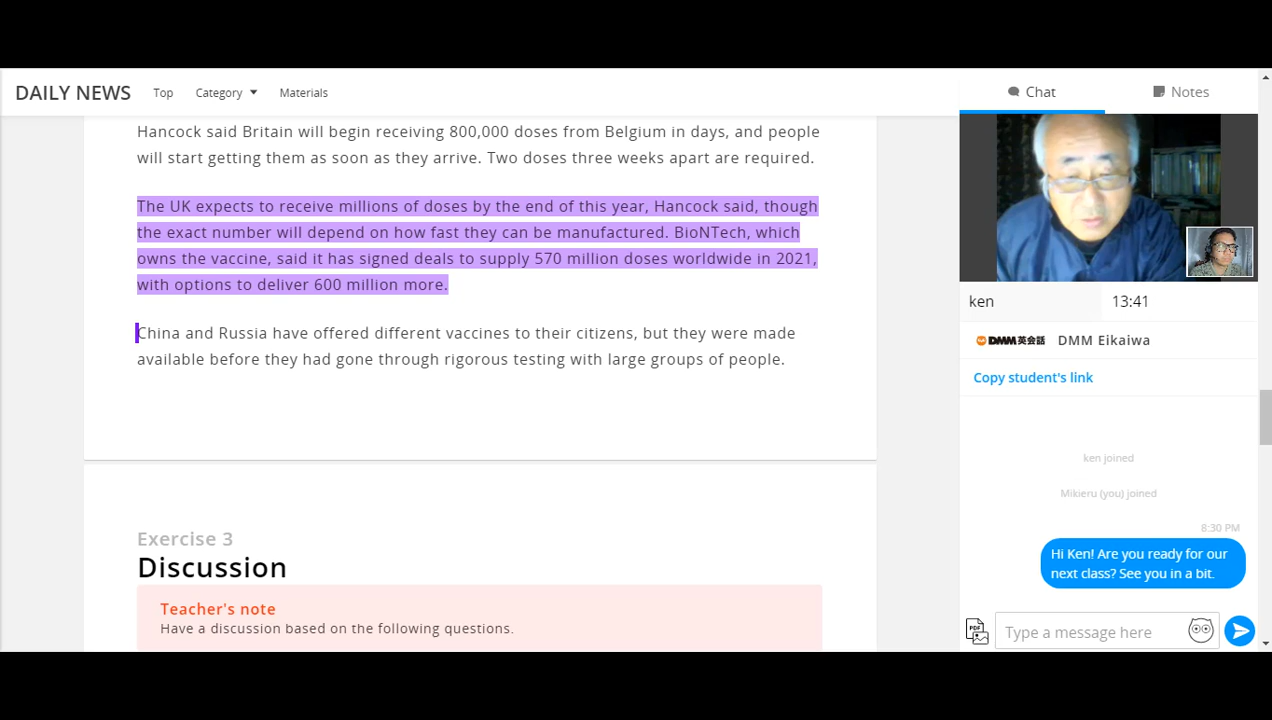 DAILY NEWS
Top
Category
Materials
Hancock said Britain will begin receiving 800,000 doses from Belgium in days, and people
will start getting them as soon as they arrive. Two doses three weeks apart are required.
The UK expects to receive millions of doses by the end of this year, Hancock said, though
the exact number will depend on how fast they can be manufactured. BioNTech, which
owns the vaccine, said it has signed deals to supply 570 million doses worldwide in 2021,
with options to deliver 600 million more.
China and Russia have offered different vaccines to their citizens, but they were made
available before they had gone through rigorous testing with large groups of people.
Exercise 3
Discussion
Teacher's note
Have a discussion based on the following questions.
Chat
Notes
ken
13:41
DMM英会話
DMM Eikaiwa
Copy student's link
ken joined
Mikieru (you) joined
8:30 PM
Hi Ken! Are you ready for our
next class? See you in a bit.
PDF
Type a message here